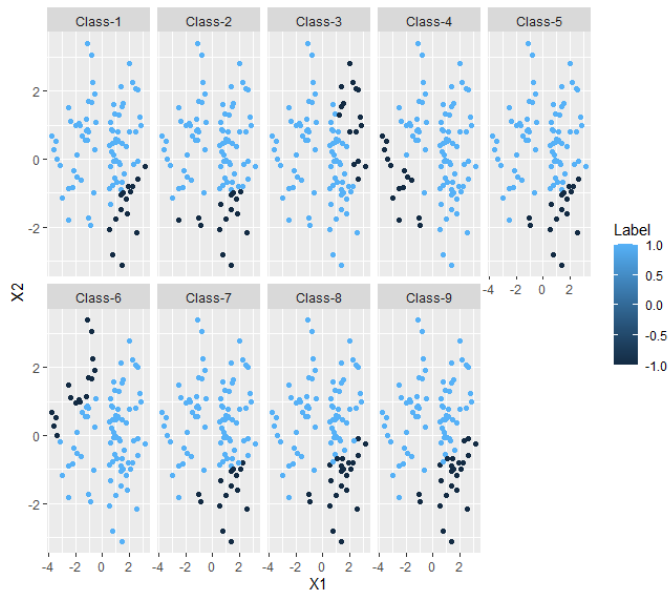 Class-1 Class-2 Class-3 Class-4 Class-5
2
0
-2
-4 -2 0 2
Class-6 Class-7 Class-8 Class-9
2
0
-2
-4 -2 0 2 -4 -2 0 2 -4 -2 0 2 -4 -2 0 2
X1
X2
Label
1.0
0.5
0.0
-0.5
-1.0